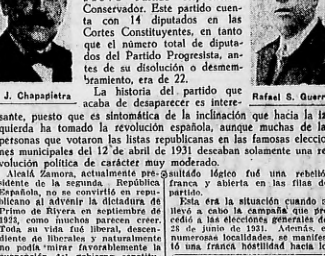 Conservador. Este partido cuen-
ta con 14 diputados en las
Cortes Constituyentes, en tanto
que el número total de diputa-
dos del Partido Progresista, an-
tes de su disolución o desmem-
bramiento, era de 22.
La historia del partido que
acaba de desaparecer es intere-
J. Chapaprieta
Rafael S. Guerr
sante, puesto que es sintomática de la inclinación que hacia la iz
quierda ha tomado la revolución española, aunque muchas de la
personas que votaron las listas republicanas en las famosas eleccio
nes municipales del 12 de abril de 1931 deseaban solamente una re
volución política de carácter muy moderado.
Alcalá Zamora, actualmente pre-
sidente de la segunda República
Española, no se convirtió en repu-
blicano al advenir la dictadura de
Primo de Rivera en septiembre de
1923, como muchos parecen creer.
Toda su vida fué liberal, descen-
diente de liberales y naturalmente
no podía mirar favorablemente la
sultado lógico fué una rebelió
franca y abierta en las filas de
partido.
Esta éra la situación cuando s
llevó a cabo la campaña que pre
cedió a las elecciones generales de
28 de junio de 1931. Además, e
numerosas localidades, se manifes
tó una franca hostilidad hacia l